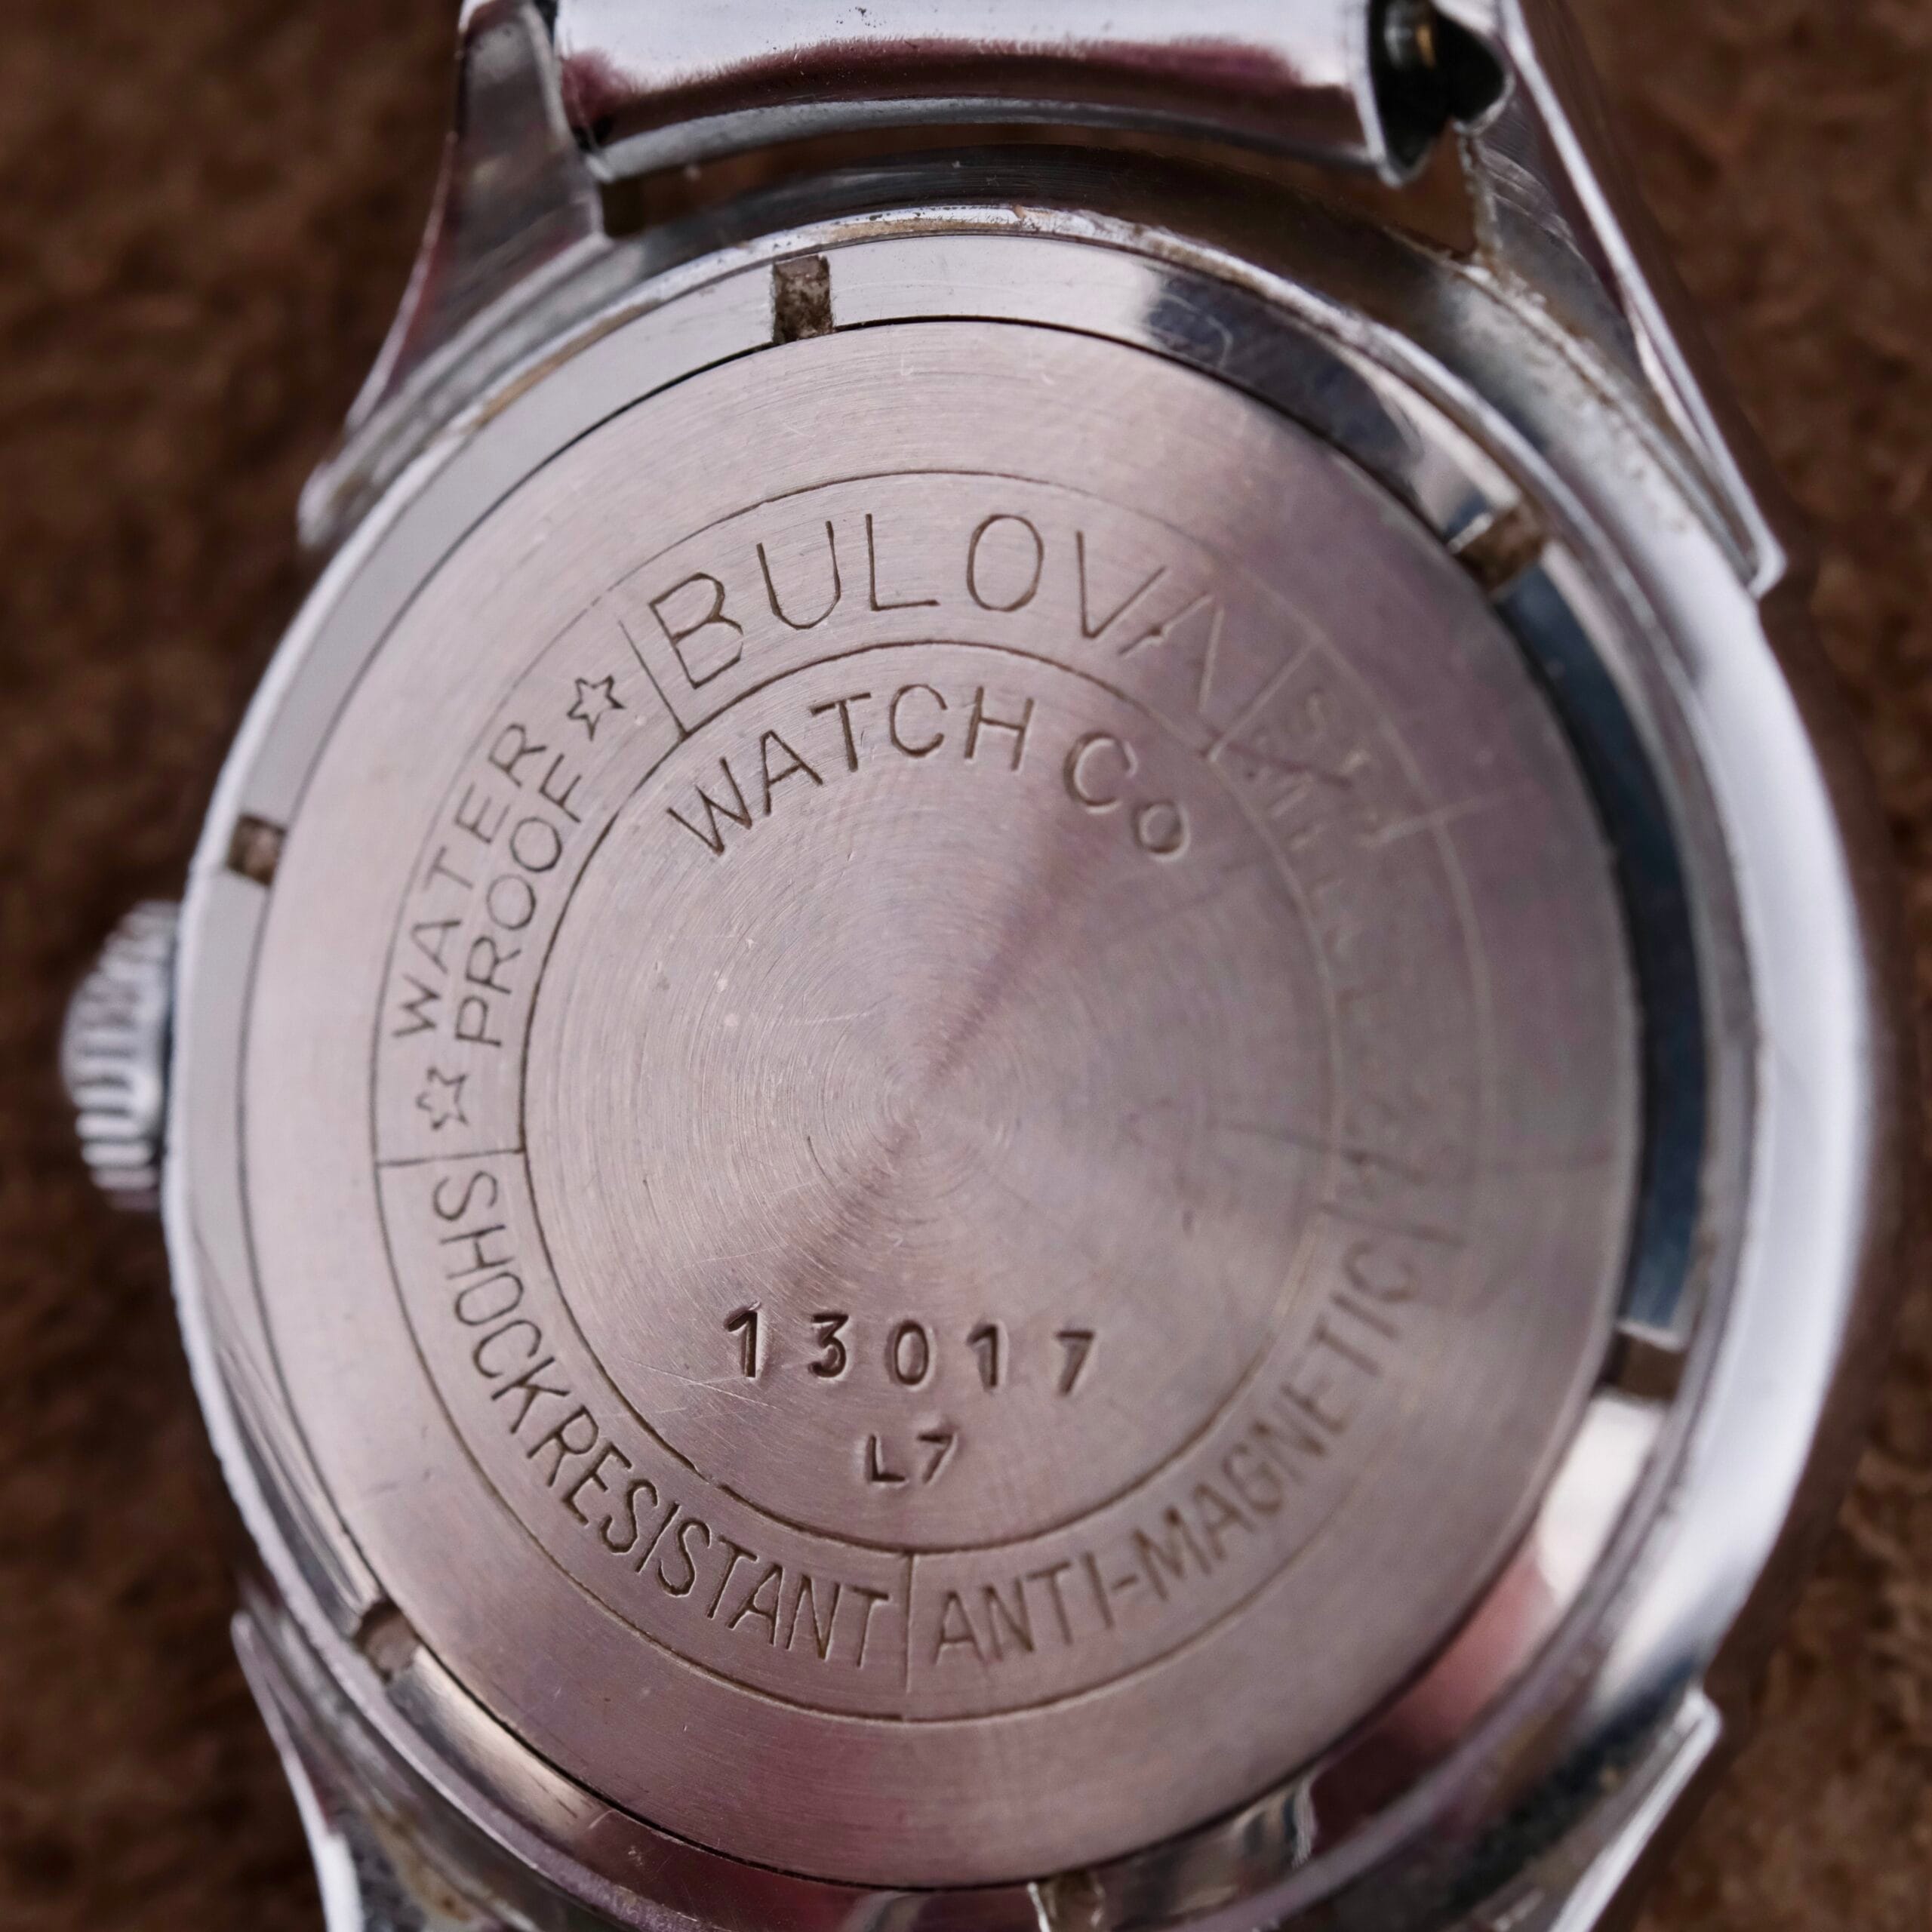 BULOVA
WATCH Co
WATER
PROOF
SHOCKRESISTANT
ANTI-MAGNETIC
13017
L7